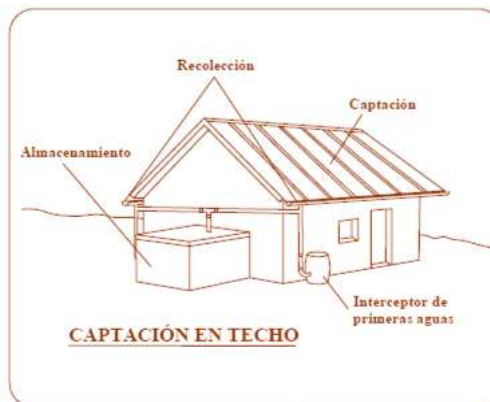 Recolección
Captación
Almacenamiento
Interceptor de
primeras aguas
CAPTACIÓN EN TECHO